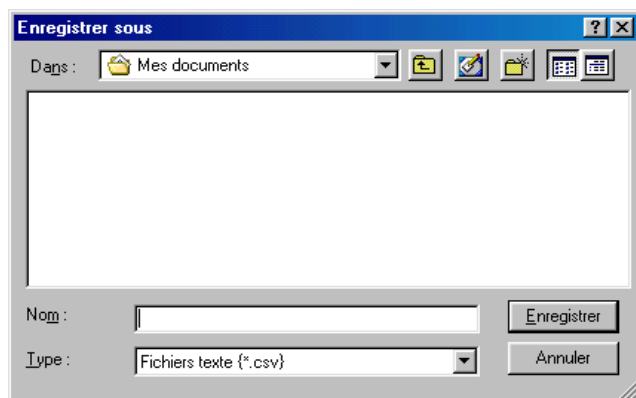 Enregistrer sous
Dans : Mes documents
Nom :
Enregistrer
Type : Fichiers texte {*.csv}
Annuler